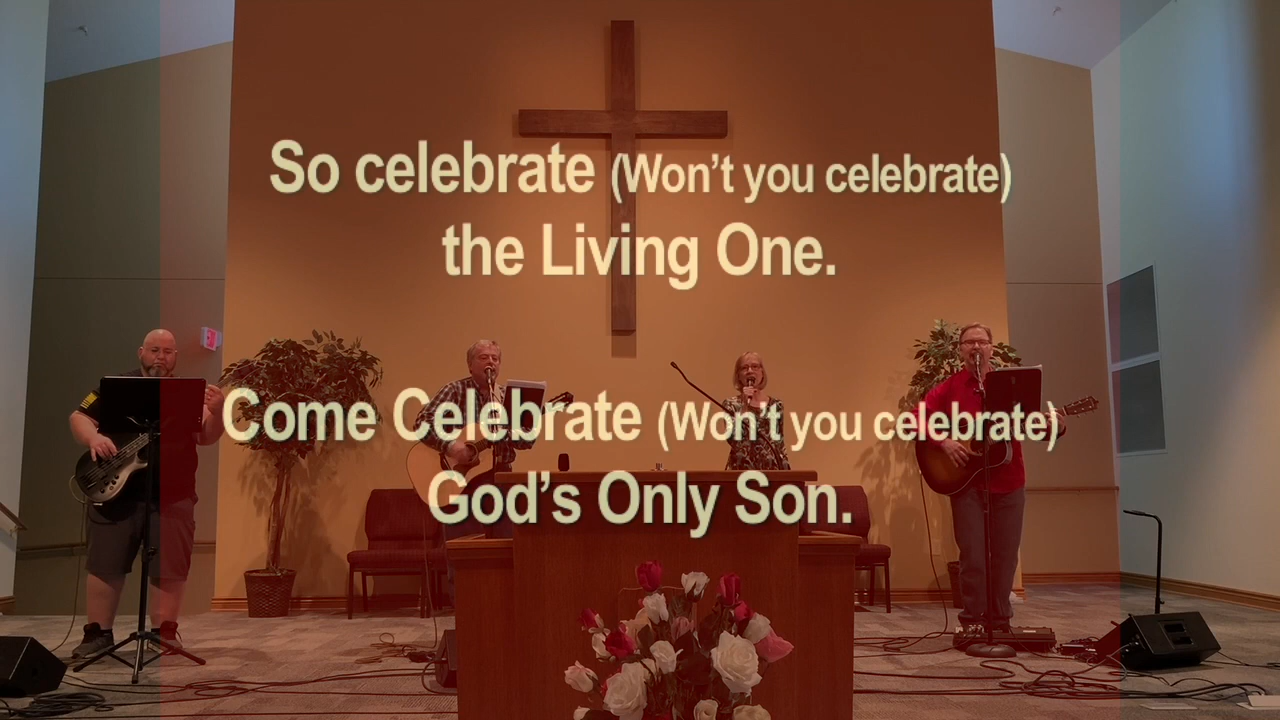 So celebrate (Won't you celebrate)
the Living One.
Come Celebrate (Won't you celebrate)
God's Only Son.